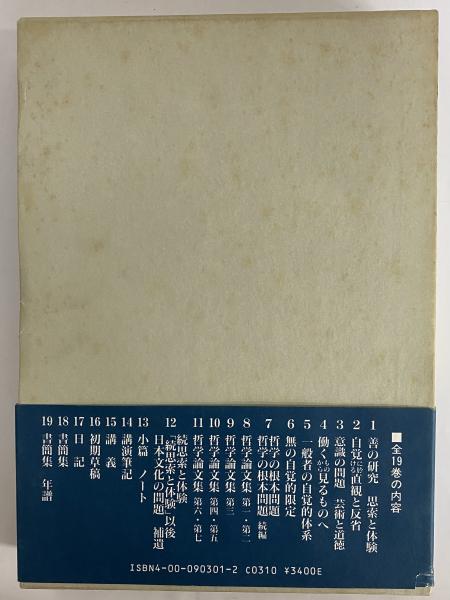 ■全19巻の内容
1 善の研究 思索と体験
2 自覚に於ける直観と反省
3 意識の問題 芸術と道徳
4 働くものから見るものへ
5 一般者の自覚的体系
6 無の自覚的限定
7 哲学の根本問題
哲学の根本問題 続編
8 哲学論文集 第一・第二
9 哲学論文集 第三
10 哲学論文集 第四・第五
11 哲学論文集 第六・第七
続思索と体験
12 『続思索と体験』以後
日本文化の問題 補遺
13 小篇 ノート
14 講演筆記
15 講義
16 初期草稿
17 日記
18 書簡集
19 書簡集 年譜
ISBN4-00-090301-2 C0310 ¥3400E